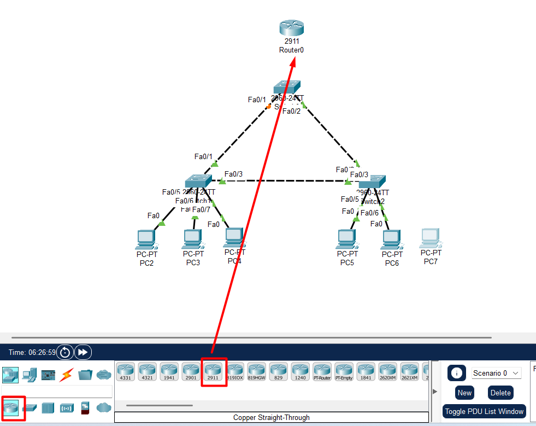 2911
Router0
2960-24TT
Fa0/1
Fa0/2
Fa0/1
Fa0/3
Fa0/3
2960-24TT
Fa0/5
Fa0/6
Fa0/7
Fa0
Fa0
PC-PT
PC2
PC-PT
PC3
PC-PT
PC4
2960-24TT
Switch2
Fa0/5
Fa0/6
Fa0
Fa0
PC-PT
PC5
PC-PT
PC6
PC-PT
PC7
Time: 06:26:59
4331
4321
1941
2901
2911
819HGW
829
1240
PT-Router
PT-Empty
1841
2620XM
2621XM
Scenario 0
New
Delete
Toggle PDU List Window
Copper Straight-Through